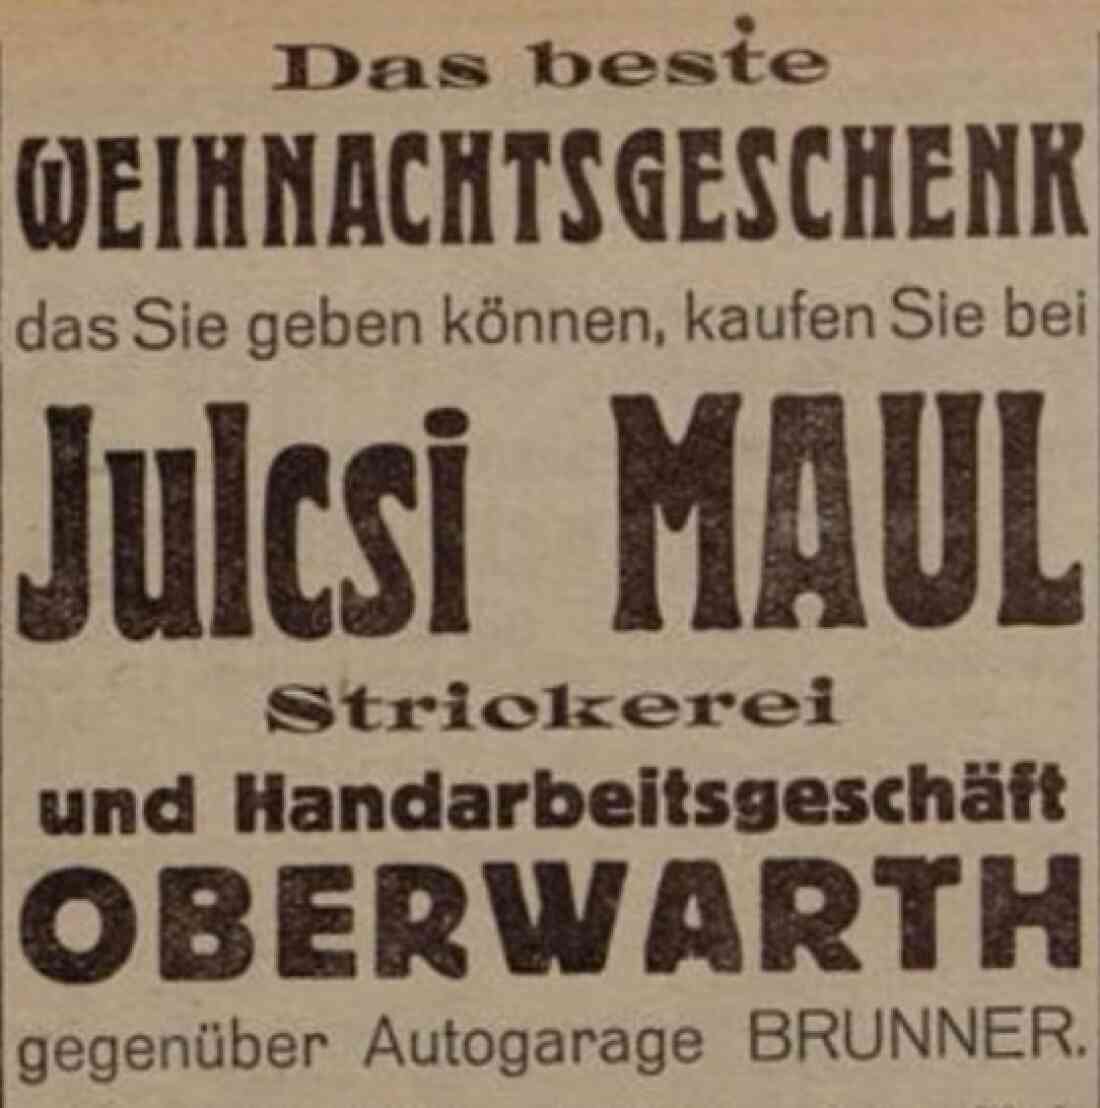 Das beste
WEIHNACHTSGESCHENK
das Sie geben können, kaufen Sie bei
Julcsi MAUL
Strickerei
und Handarbeitsgeschäft
OBERWARTH
gegenüber Autogarage BRUNNER.